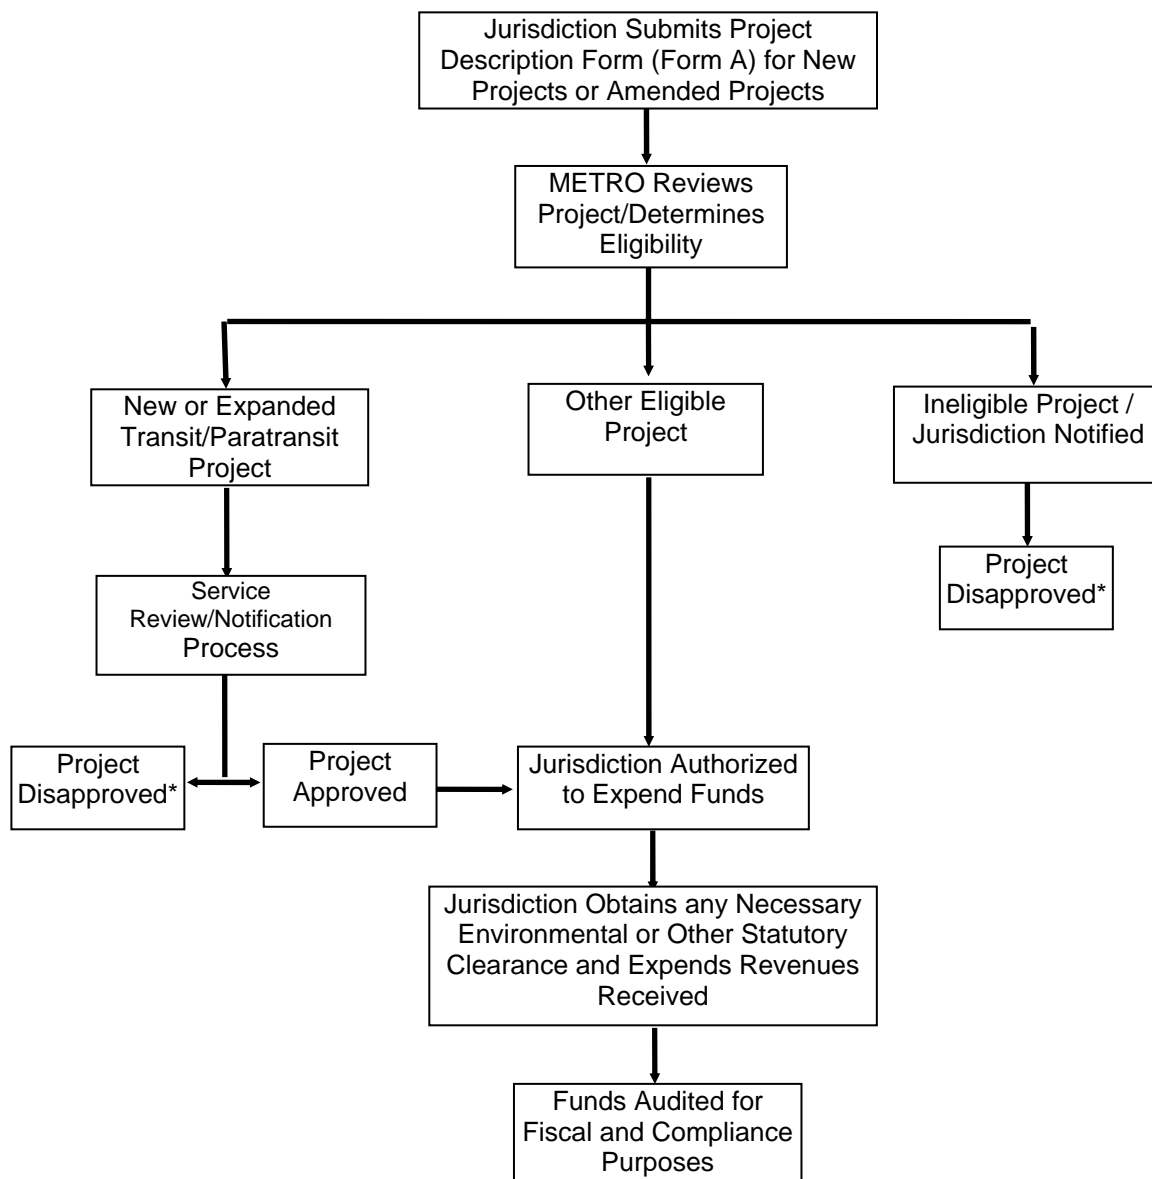 Jurisdiction Submits Project
Description Form (Form A) for New
Projects or Amended Projects
METRO Reviews
Project/Determines
Eligibility
New or Expanded
Transit/Paratransit
Project
Other Eligible
Project
Ineligible Project /
Jurisdiction Notified
Service
Review/Notification
Process
Project
Disapproved*
Project
Disapproved*
Project
Approved
Jurisdiction Authorized
to Expend Funds
Jurisdiction Obtains any Necessary
Environmental or Other Statutory
Clearance and Expends Revenues
Received
Funds Audited for
Fiscal and Compliance
Purposes